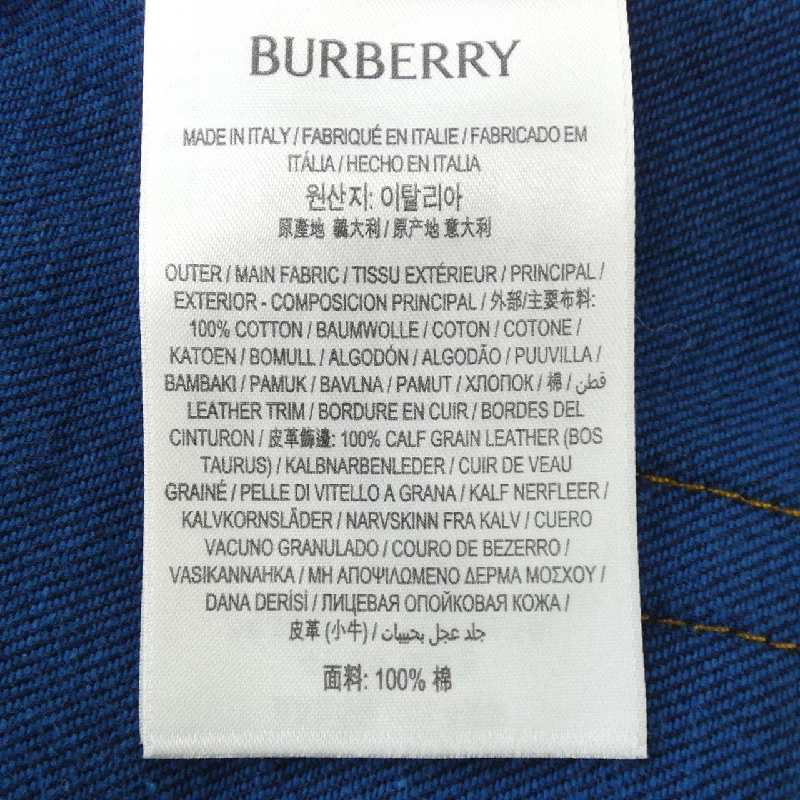 BURBERRY
MADE IN ITALY / FABRIQUÉ EN ITALIE / FABRICADO EM
ITÁLIA / HECHO EN ITALIA
원산지: 이탈리아
原產地 義大利 / 原产地 意大利
OUTER / MAIN FABRIC / TISSU EXTÉRIEUR / PRINCIPAL /
EXTERIOR - COMPOSICION PRINCIPAL / 外部/主要布料:
100% COTTON / BAUMWOLLE / COTON / COTONE /
KATOEN / BOMULL / ALGODÓN / ALGODÃO / PUUVILLA /
BAMBAKI / PAMUK / BAVLNA / PAMUT / ХЛОПОК / 棉 / قطن
LEATHER TRIM / BORDURE EN CUIR / BORDES DEL
CINTURON / 皮革飾邊: 100% CALF GRAIN LEATHER (BOS
TAURUS) / KALBNARBENLEDER / CUIR DE VEAU
GRAINÉ / PELLE DI VITELLO A GRANA / KALF NERFLEER /
KALVKORNSLÄDER / NARVSKINN FRA KALV / CUERO
VACUNO GRANULADO / COURO DE BEZERRO /
VASIKANNAHKA / ΜΗ ΑΠΟΨΙΛΩΜΕΝΟ ΔΕΡΜΑ ΜΟΣΧΟΥ /
DANA DERİSİ / ЛИЦЕВАЯ ОПОЙКОВАЯ КОЖА /
皮革 (小牛) / جلد عجل بحبيبات
面料: 100% 棉